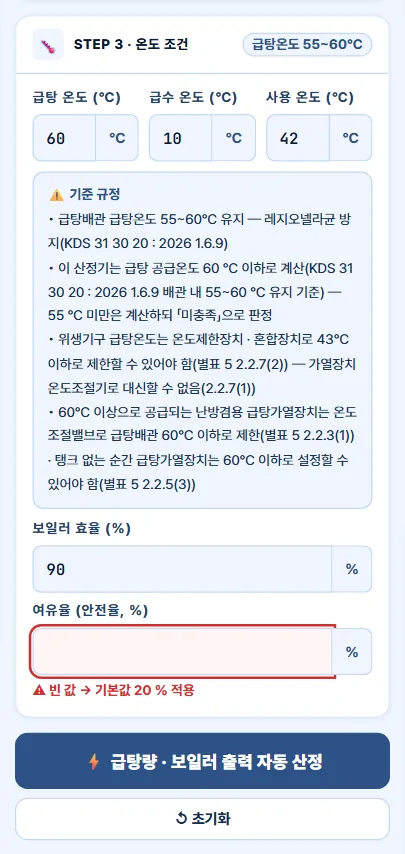 STEP 3 · 온도 조건
급탕온도 55~60℃
급탕 온도 (℃)
급수 온도 (℃)
사용 온도 (℃)
60 ℃
10 ℃
42 ℃
⚠ 기준 규정
• 급탕배관 급탕온도 55~60℃ 유지 — 레지오넬라균 방
지(KDS 31 30 20 : 2026 1.6.9)
• 이 산정기는 급탕 공급온도 60 ℃ 이하로 계산(KDS 31
30 20 : 2026 1.6.9 배관 내 55~60 ℃ 유지 기준) —
55 ℃ 미만은 계산하되 「미충족」으로 판정
• 위생기구 급탕온도는 온도제한장치 · 혼합장치로 43℃
이하로 제한할 수 있어야 함(별표 5 2.2.7(2)) — 가열장치
온도조절기로 대신할 수 없음(2.2.7(1))
• 60℃ 이상으로 공급되는 난방겸용 급탕가열장치는 온도
조절밸브로 급탕배관 60℃ 이하로 제한(별표 5 2.2.3(1))
· 탱크 없는 순간 급탕가열장치는 60℃ 이하로 설정할 수
있어야 함(별표 5 2.2.5(3))
보일러 효율 (%)
90 %
여유율 (안전율, %)
%
⚠ 빈 값 → 기본값 20 % 적용
급탕량 · 보일러 출력 자동 산정
↺ 초기화